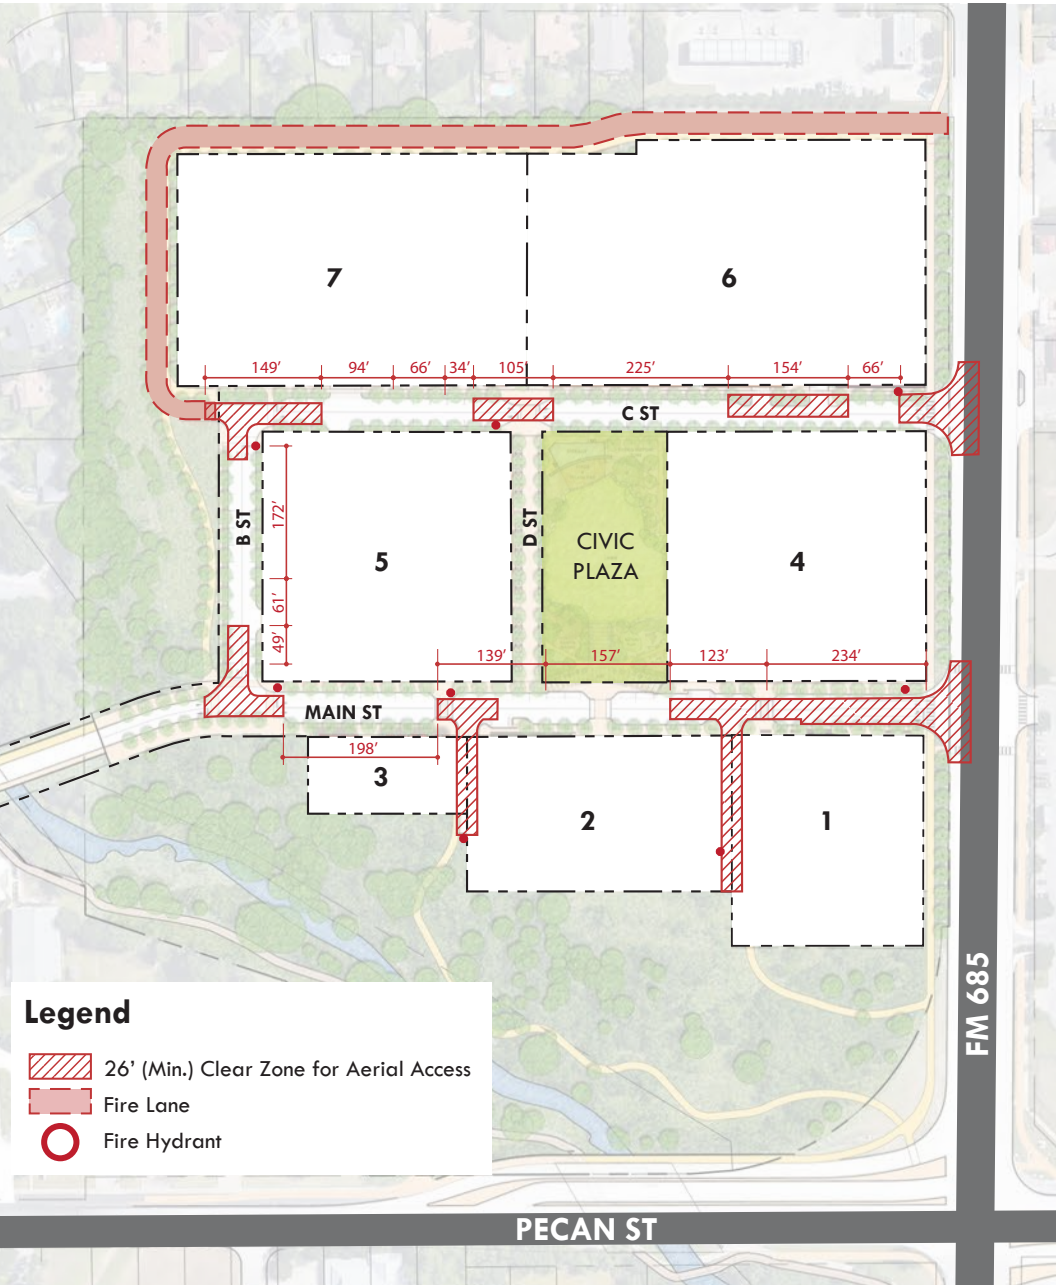 7
6
149’
94’
66’
34’
105’
225’
154’
66’
C ST
172’
B ST
D ST
5
CIVIC
PLAZA
4
61’
49’
139’
157’
123’
234’
MAIN ST
198’
3
2
1
FM 685
Legend
26’ (Min.) Clear Zone for Aerial Access
Fire Lane
Fire Hydrant
PECAN ST